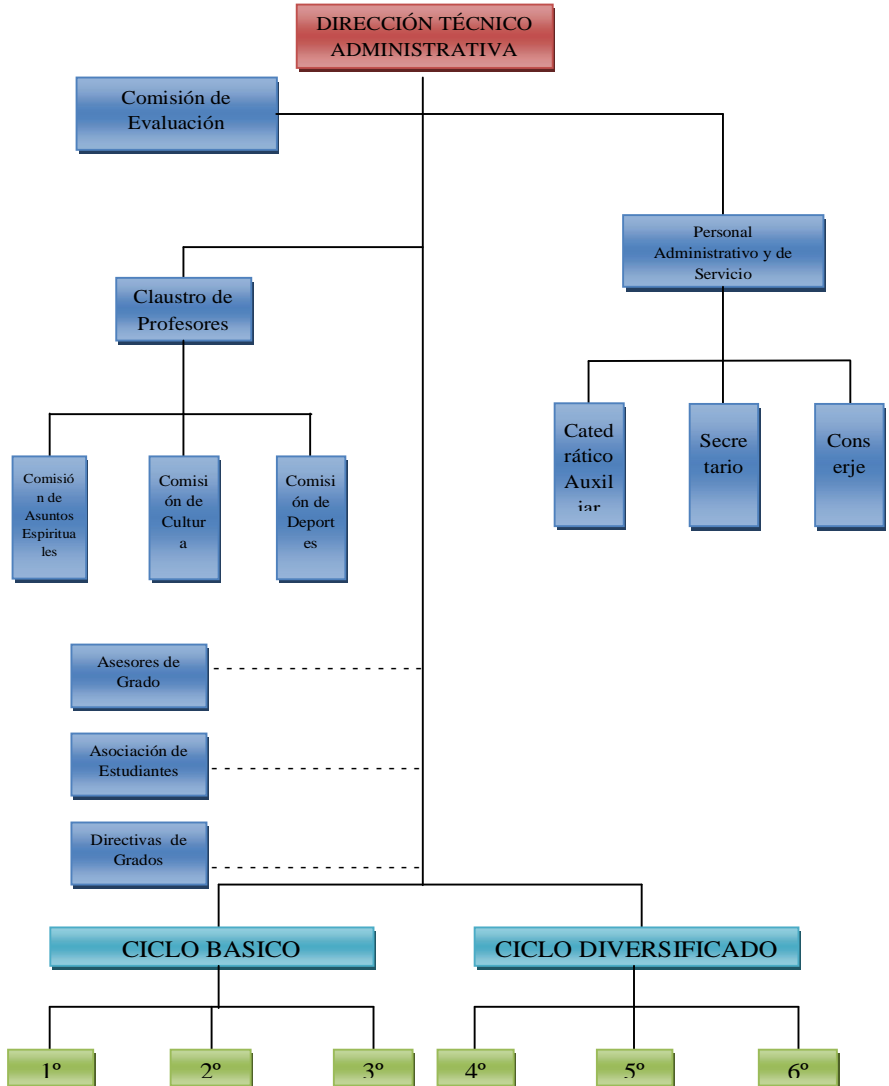 DIRECCIÓN TÉCNICO
ADMINISTRATIVA
Comisión de
Evaluación
Personal
Administrativo y de
Servicio
Claustro de
Profesores
Cated
rático
Auxil
iar
Secre
tario
Cons
erje
Comisió
n de
Asuntos
Espiritua
les
Comisi
ón de
Cultur
a
Comisi
ón de
Deport
es
Asesores de
Grado
Asociación de
Estudiantes
Directivas de
Grados
CICLO BASICO
CICLO DIVERSIFICADO
1º
2º
3º
4º
5º
6º